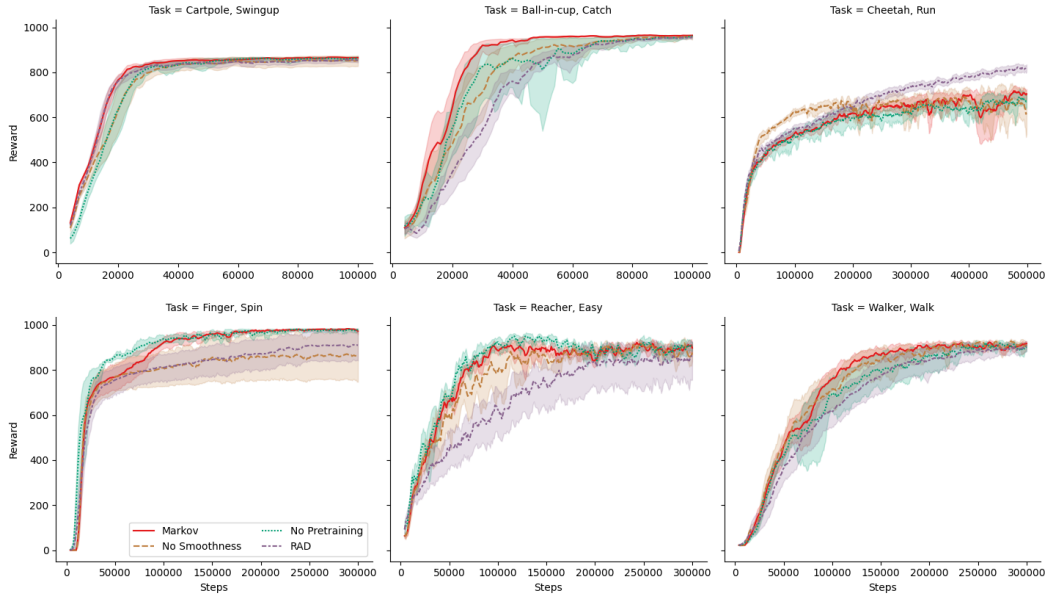 Task = Cartpole, Swingup
Task = Ball-in-cup, Catch
Task = Cheetah, Run
1000
800
600
400
200
0
Reward
0 20000 40000 60000 80000 100000
0 20000 40000 60000 80000 100000
0 100000 200000 300000 400000 500000
Task = Finger, Spin
Task = Reacher, Easy
Task = Walker, Walk
1000
800
600
400
200
0
Reward
Markov
No Smoothness
No Pretraining
RAD
0 50000 100000 150000 200000 250000 300000
0 50000 100000 150000 200000 250000 300000
0 50000 100000 150000 200000 250000 300000
Steps
Steps
Steps